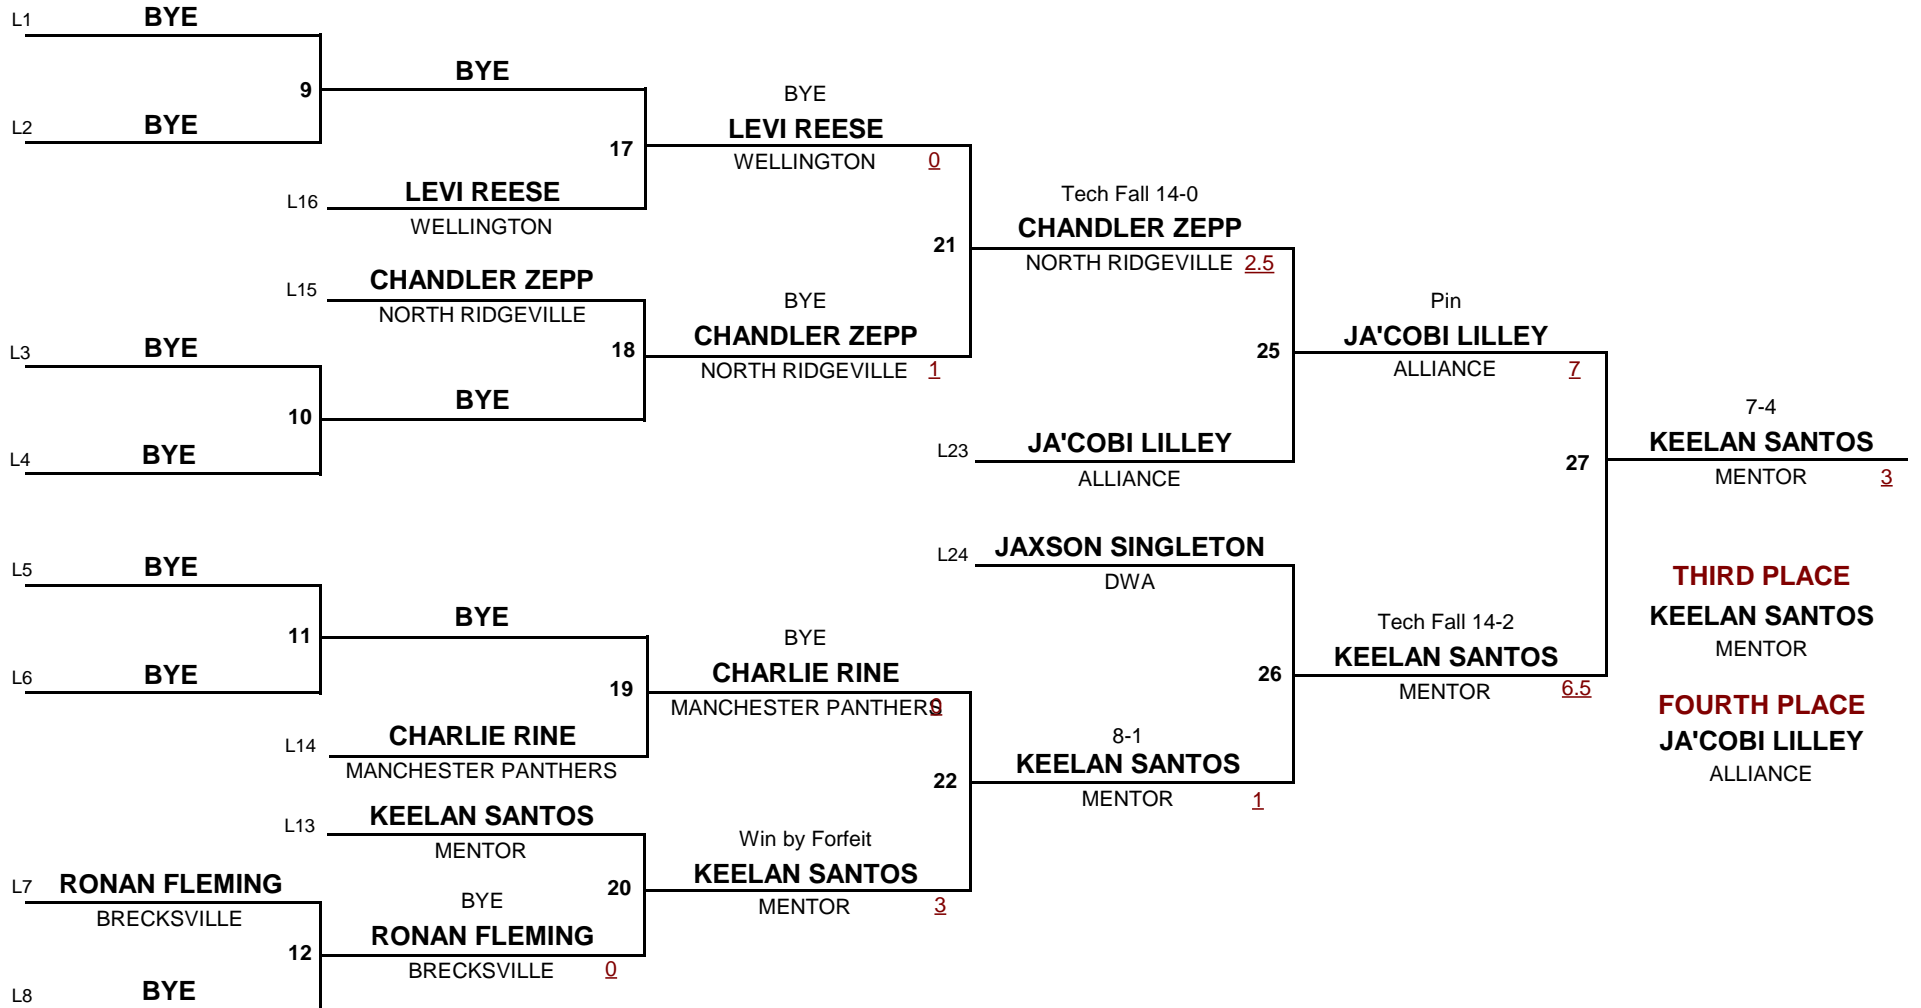 L1 BYE
9
BYE
L2 BYE
BYE
LEVI REESE
WELLINGTON 0
17
L16 LEVI REESE
WELLINGTON
Tech Fall 14-0
CHANDLER ZEPP
NORTH RIDGEVILLE 2.5
21
L15 CHANDLER ZEPP
NORTH RIDGEVILLE
BYE
CHANDLER ZEPP
NORTH RIDGEVILLE 1
18
L3 BYE
10
BYE
L4 BYE
Pin
JA'COBI LILLEY
ALLIANCE 7
25
L23 JA'COBI LILLEY
ALLIANCE
7-4
KEELAN SANTOS
MENTOR 3
27
L5 BYE
11
BYE
L6 BYE
L24 JAXSON SINGLETON
DWA
BYE
CHARLIE RINE
MANCHESTER PANTHERS 0
19
L14 CHARLIE RINE
MANCHESTER PANTHERS
Tech Fall 14-2
KEELAN SANTOS
MENTOR 6.5
26
THIRD PLACE
KEELAN SANTOS
MENTOR
FOURTH PLACE
JA'COBI LILLEY
ALLIANCE
8-1
KEELAN SANTOS
MENTOR 1
22
L13 KEELAN SANTOS
MENTOR
Win by Forfeit
KEELAN SANTOS
MENTOR 3
20
L7 RONAN FLEMING
BRECKSVILLE
BYE
RONAN FLEMING
BRECKSVILLE 0
12
L8 BYE